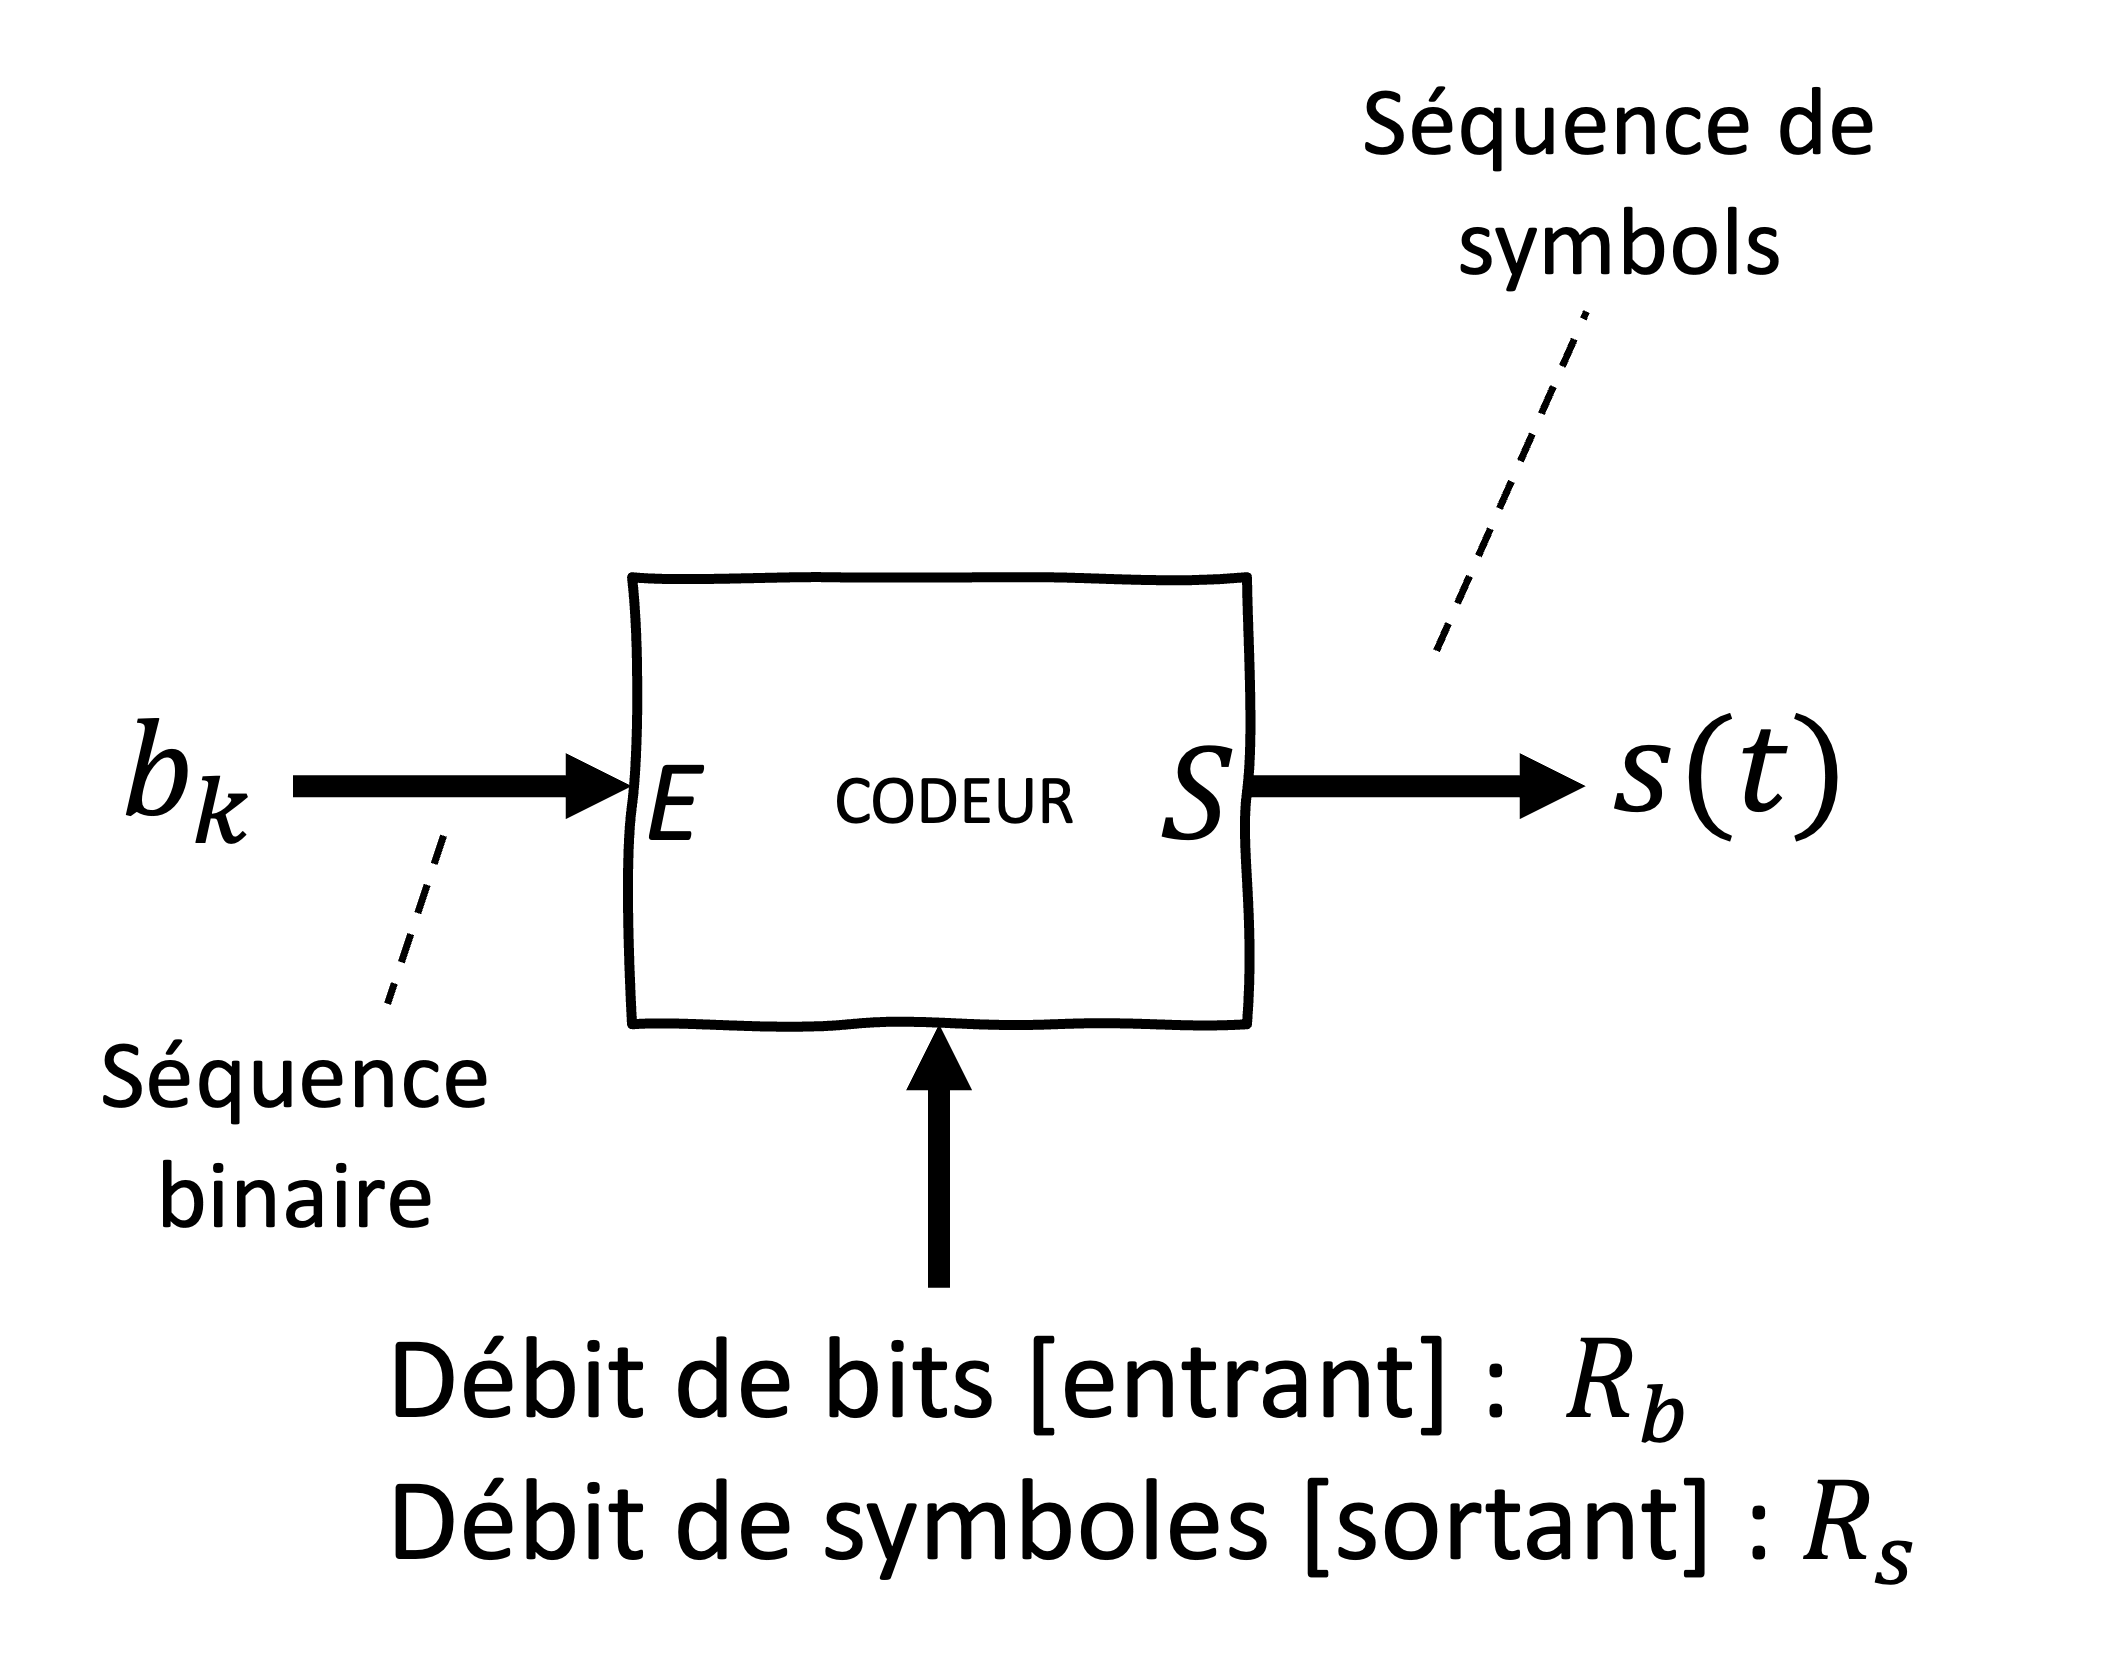 Séquence de
symbols
b_k
E
CODEUR
S
s(t)
Séquence
binaire
Débit de bits [entrant] : R_b
Débit de symboles [sortant] : R_s